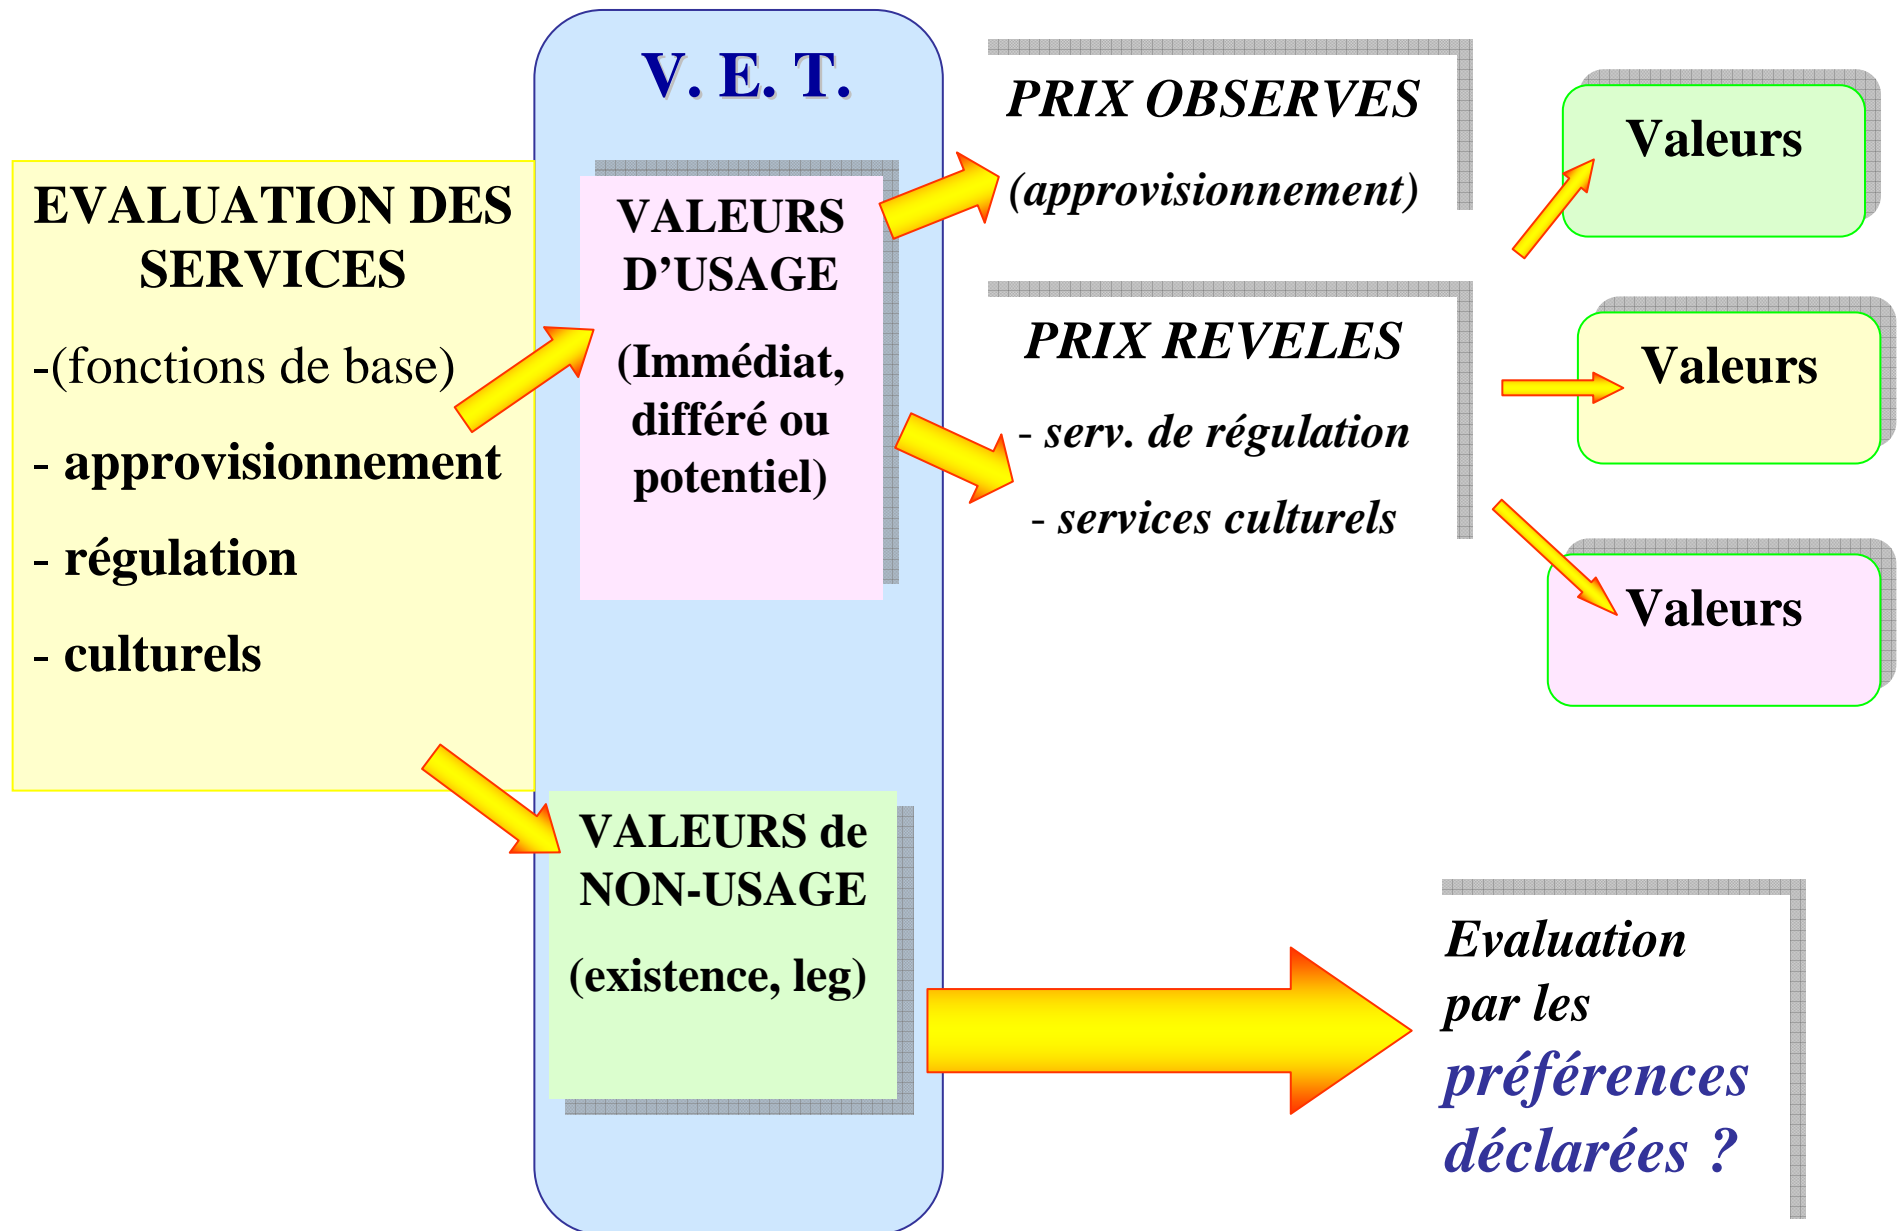 V. E. T.
EVALUATION DES
SERVICES
-(fonctions de base)
- approvisionnement
- régulation
- culturels
VALEURS
D’USAGE
(Immédiat,
différé ou
potentiel)
VALEURS de
NON-USAGE
(existence, leg)
PRIX OBSERVES
(approvisionnement)
PRIX REVELES
- serv. de régulation
- services culturels
Valeurs
Valeurs
Valeurs
Evaluation
par les
préférences
déclarées ?